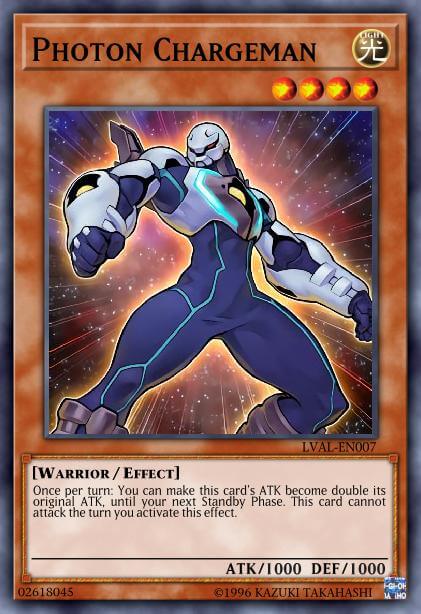 PHOTON CHARGEMAN
LIGHT
光
LVAL-EN007
[WARRIOR/EFFECT]
Once per turn: You can make this card's ATK become double its
original ATK, until your next Standby Phase. This card cannot
attack the turn you activate this effect.
ATK/1000 DEF/1000
02618045
©1996 KAZUKI TAKAHASHI